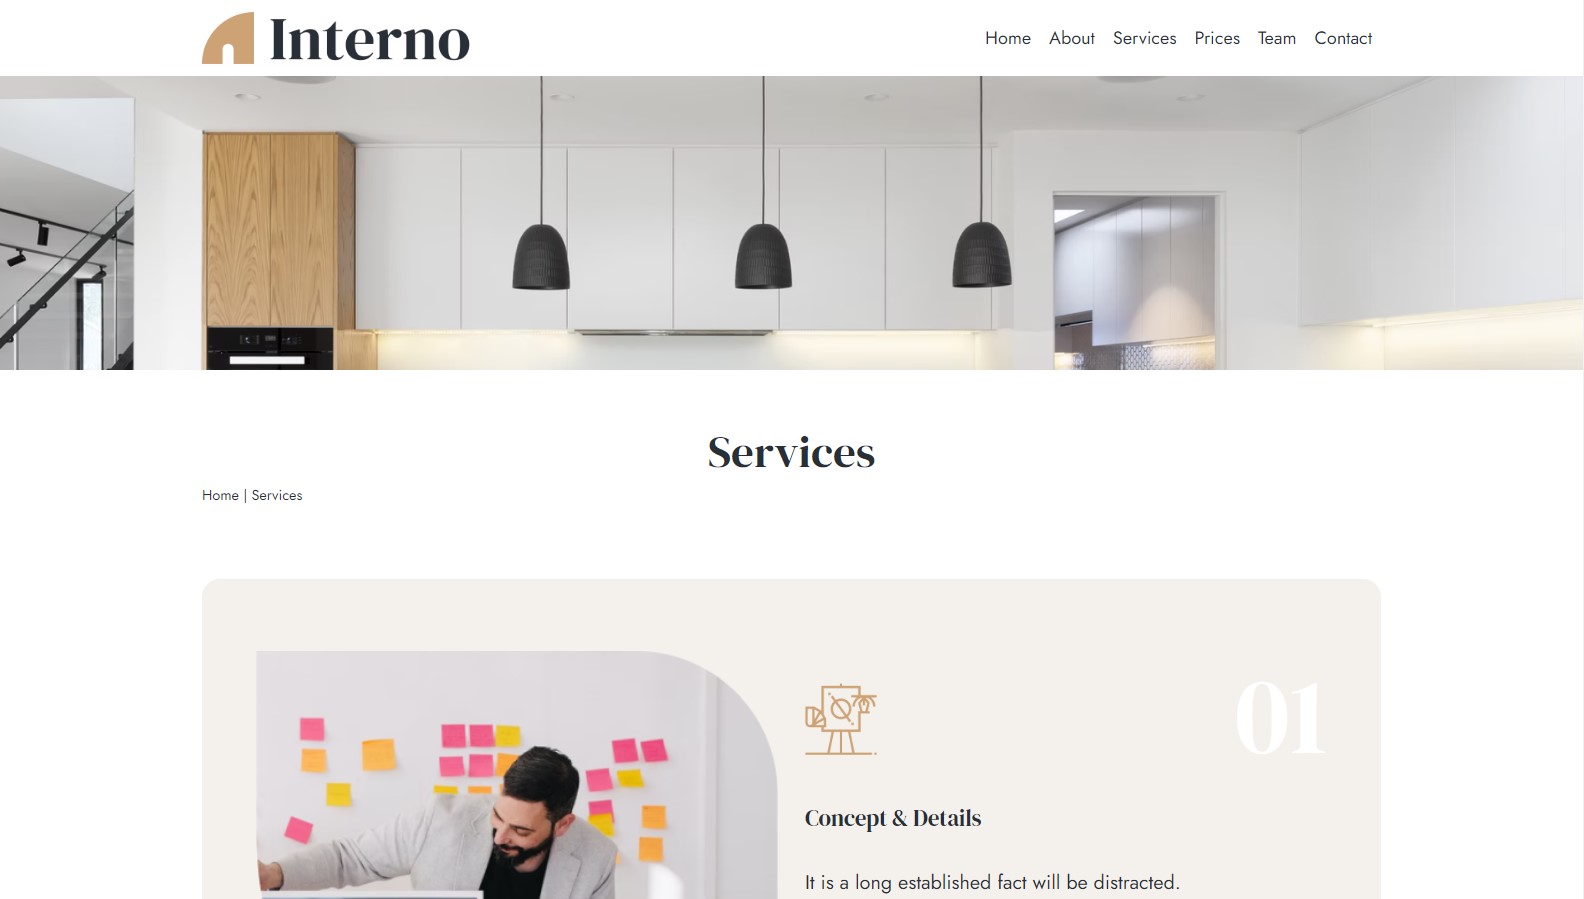 Interno
Home About Services Prices Team Contact
Services
Home | Services
01
Concept & Details
It is a long established fact will be distracted.